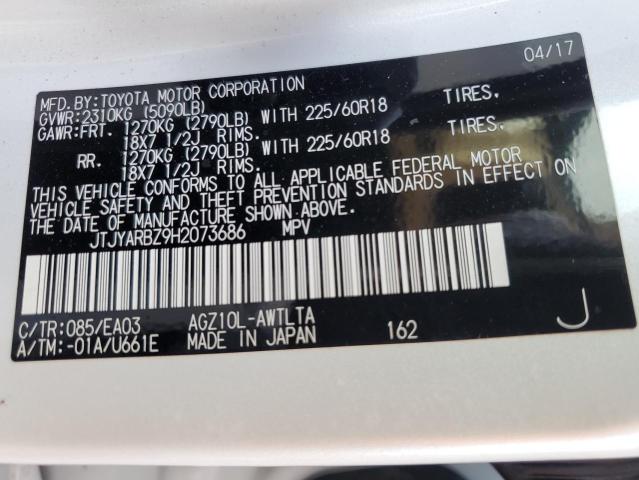 04/17
MFD.BY:TOYOTA MOTOR CORPORATION
GVWR:2310KG (5090LB)
GAWR:FRT. 1270KG (2790LB) WITH 225/60R18 TIRES.
18X7 1/2J RIMS.
RR. 1270KG (2790LB) WITH 225/60R18 TIRES.
18X7 1/2J RIMS.
THIS VEHICLE CONFORMS TO ALL APPLICABLE FEDERAL MOTOR
VEHICLE SAFETY AND THEFT PREVENTION STANDARDS IN EFFECT ON
THE DATE OF MANUFACTURE SHOWN ABOVE.
JTJYARBZ9H2073686 MPV
C/TR:085/EA03 AGZ10L-AWTLTA
A/TM:-01A/U661E MADE IN JAPAN 162 J